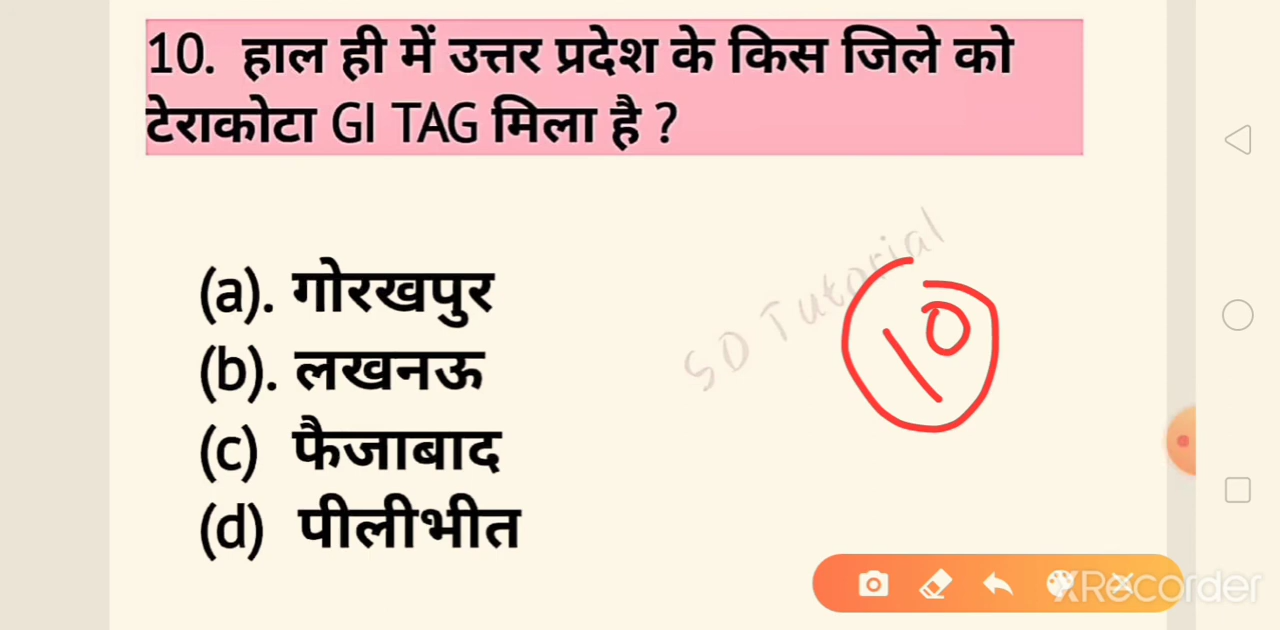 10. हाल ही में उत्तर प्रदेश के किस जिले को
टेराकोटा GI TAG मिला है ?
(a). गोरखपुर
(b). लखनऊ
(c) फैजाबाद
(d) पीलीभीत
SD Tutorial
10
XRecorder